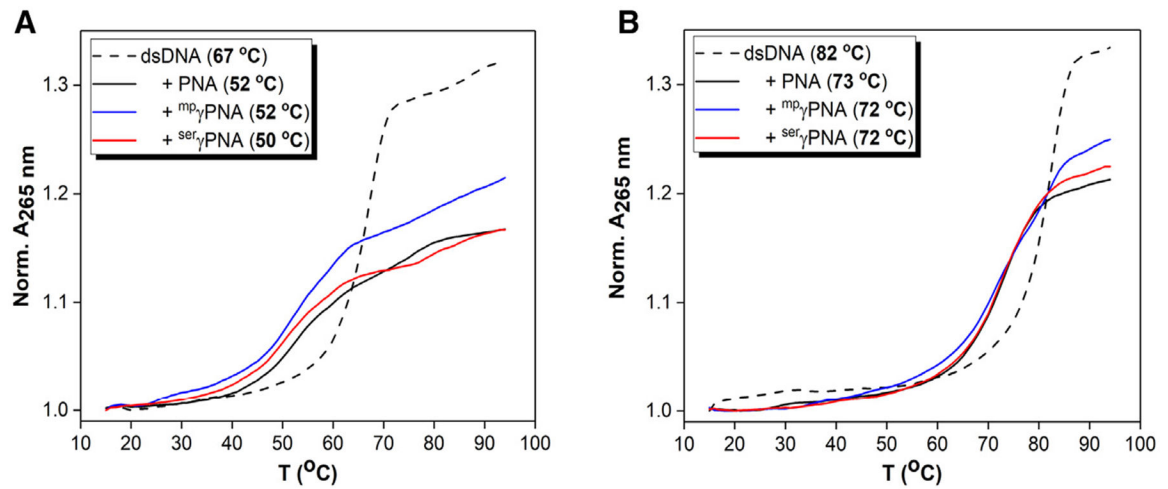 A
dsDNA (67 °C)
+ PNA (52 °C)
+ mpγPNA (52 °C)
+ serγPNA (50 °C)
Norm. A265 nm
1.3
1.2
1.1
1.0
10 20 30 40 50 60 70 80 90 100
T (°C)
B
dsDNA (82 °C)
+ PNA (73 °C)
+ mpγPNA (72 °C)
+ serγPNA (72 °C)
Norm. A265 nm
1.3
1.2
1.1
1.0
10 20 30 40 50 60 70 80 90 100
T (°C)